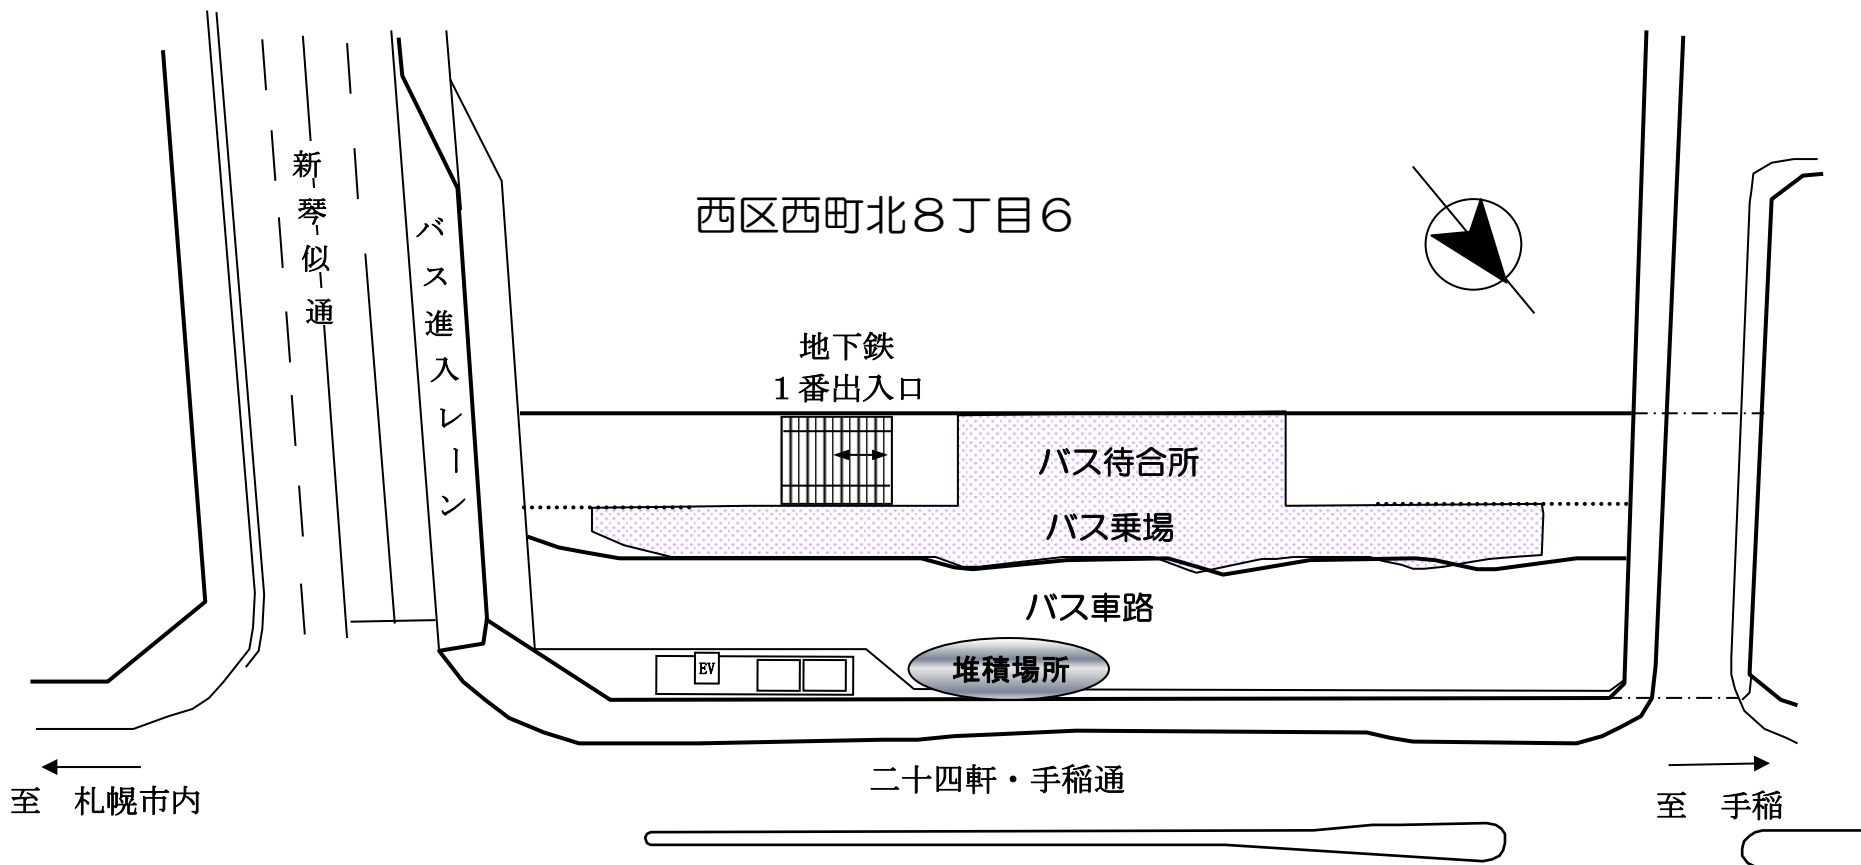 新琴似通
バス進入レーン
西区西町北８丁目６
地下鉄
１番出入口
バス待合所
バス乗場
バス車路
EV
堆積場所
二十四軒・手稲通
至　札幌市内
至　手稲